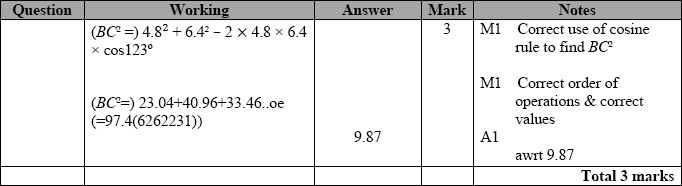 Question Working Answer Mark Notes
(BC² =) 4.8² + 6.4² – 2 × 4.8 × 6.4 3 M1 Correct use of cosine
× cos123º rule to find BC²
M1 Correct order of
(BC²=) 23.04+40.96+33.46..oe operations & correct
(=97.4(6262231)) values
9.87 A1
awrt 9.87
Total 3 marks